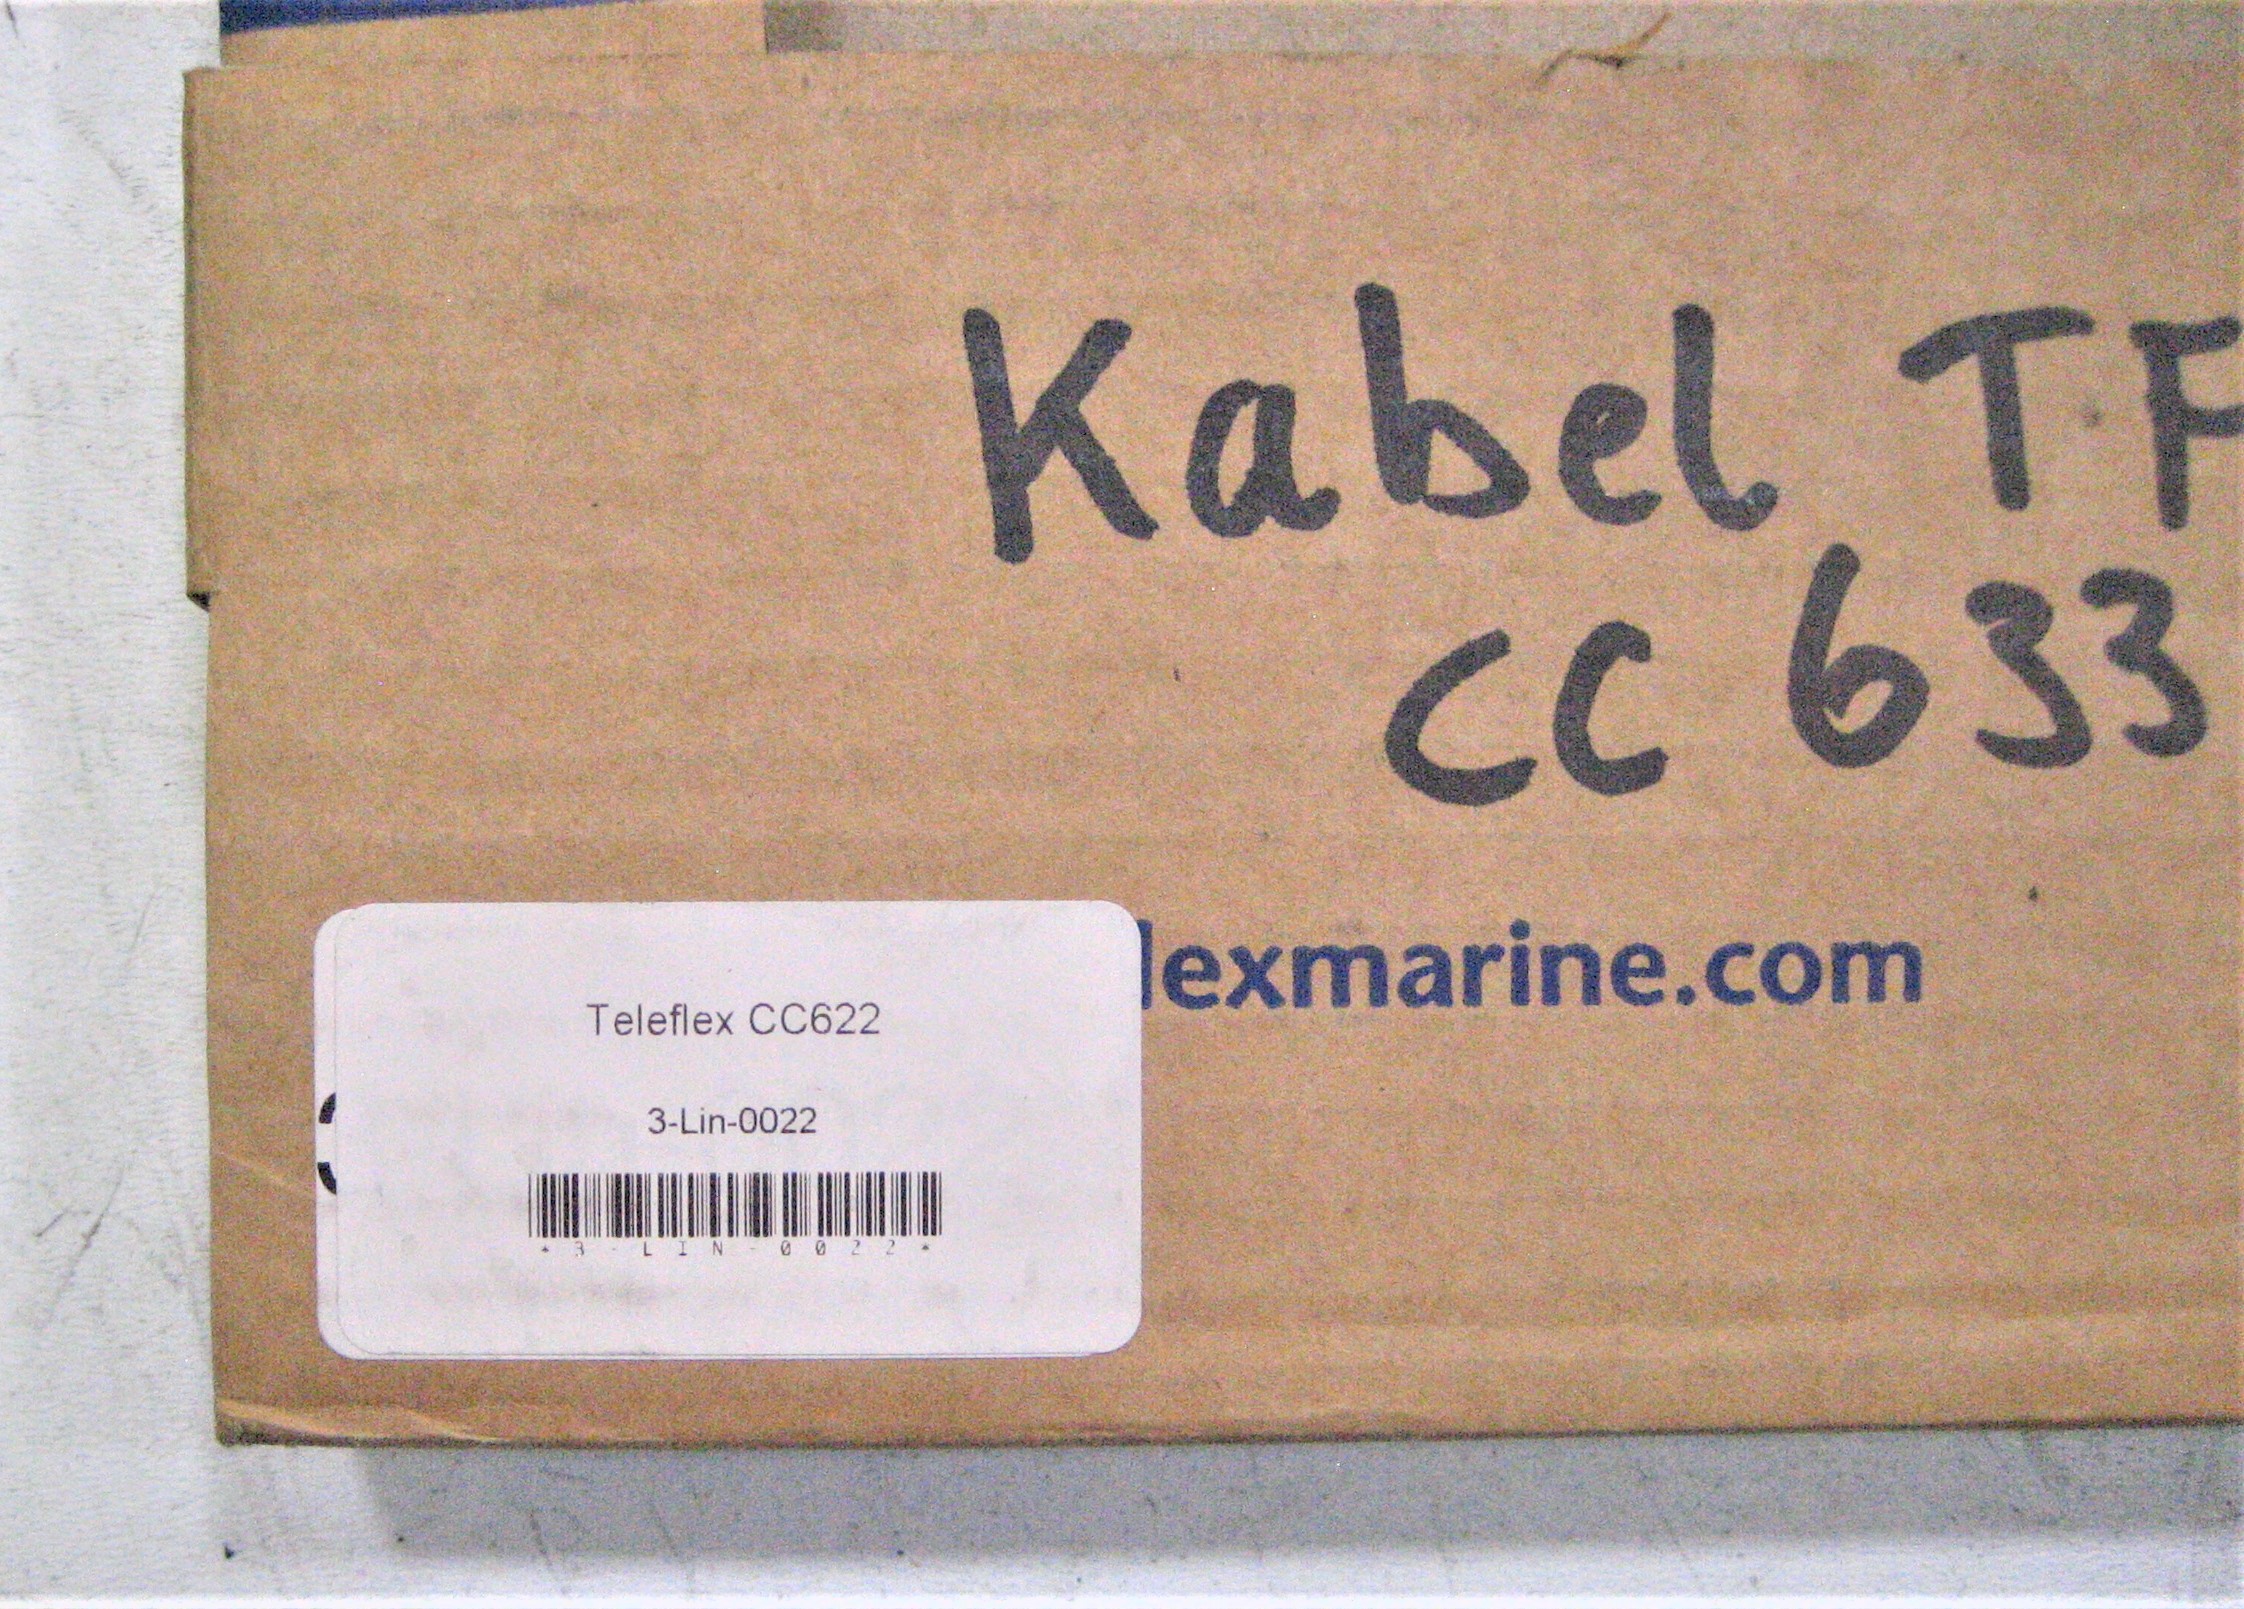 Kabel TF
CC 633
lexmarine.com
Teleflex CC622
3-Lin-0022
*3-LIN-0022*